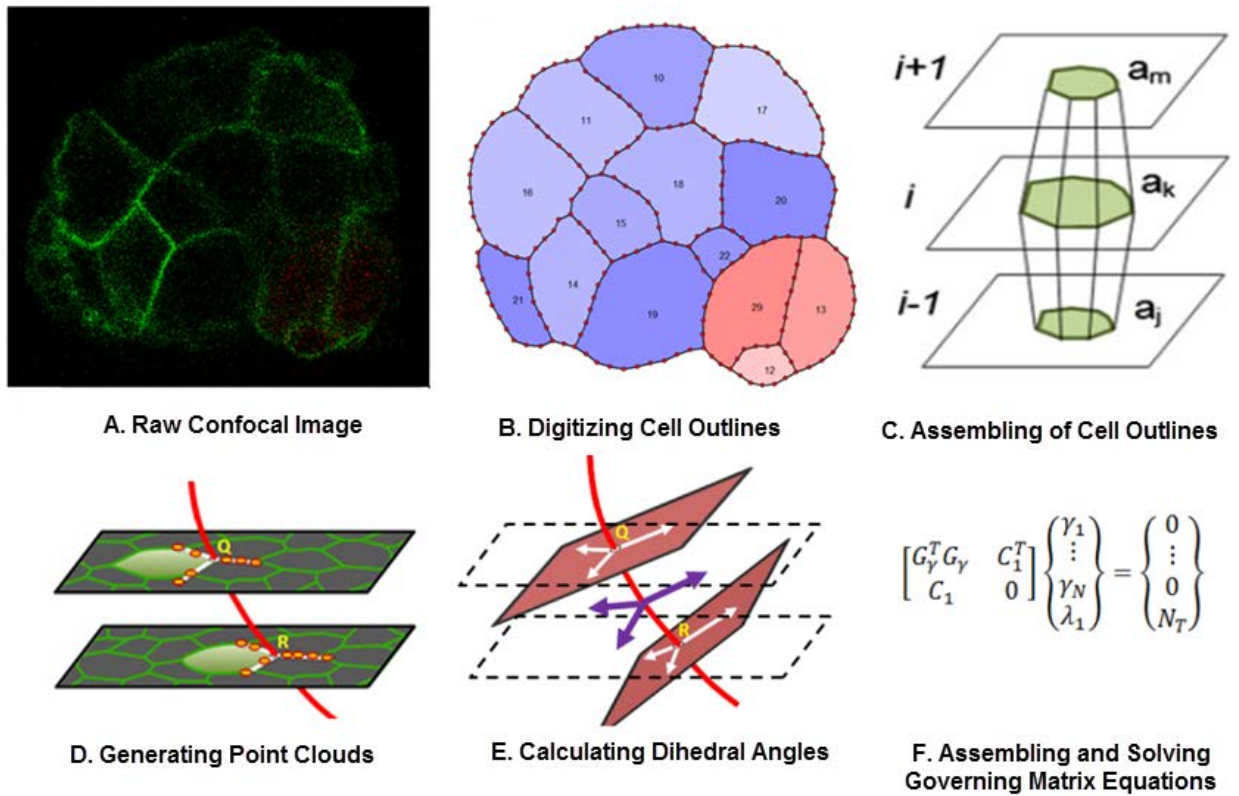 10
11
17
16
18
15
20
22
14
21
19
29
13
12
i+1
a_m
i
a_k
i-1
a_j
A. Raw Confocal Image
B. Digitizing Cell Outlines
C. Assembling of Cell Outlines
Q
R
Q
R
[G_γ^T G_γ C_1^T
C_1 0] {γ_1 ⋮ γ_N λ_1} = {0 ⋮ 0 N_T}
D. Generating Point Clouds
E. Calculating Dihedral Angles
F. Assembling and Solving
Governing Matrix Equations